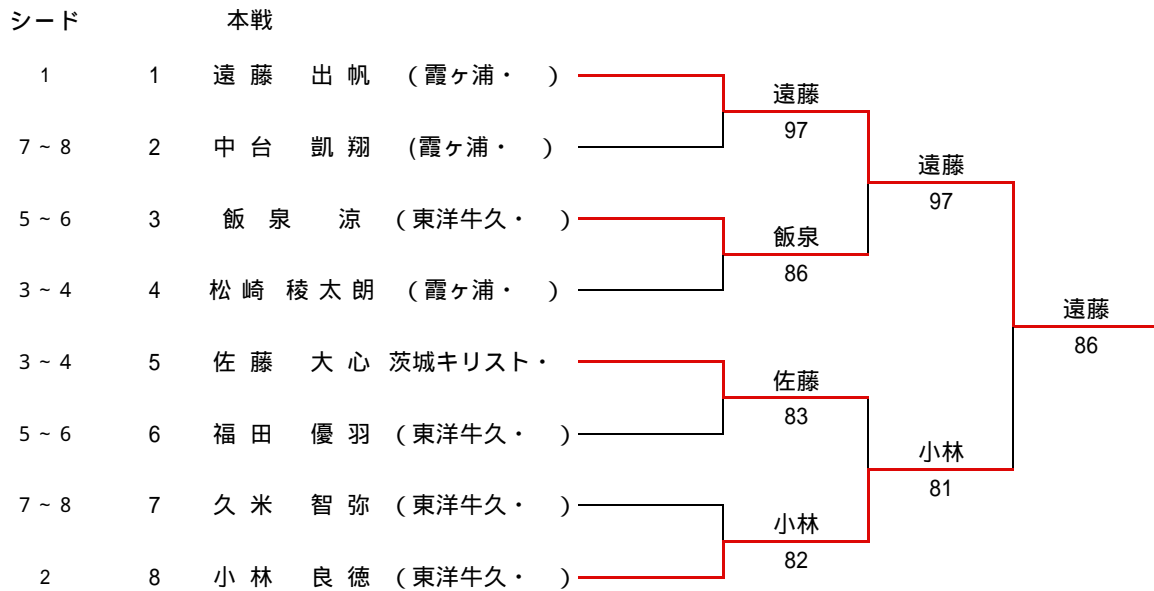 シード 本戦
1 1 遠藤 出帆 (霞ヶ浦・ )
遠藤
97
7~8 2 中台 凱翔 (霞ヶ浦・ )
遠藤
97
5~6 3 飯泉 涼 (東洋牛久・ )
飯泉
86
3~4 4 松崎 稜太朗 (霞ヶ浦・ )
遠藤
86
3~4 5 佐藤 大心 茨城キリスト・
佐藤
83
5~6 6 福田 優羽 (東洋牛久・ )
小林
81
7~8 7 久米 智弥 (東洋牛久・ )
小林
82
2 8 小林 良徳 (東洋牛久・ )